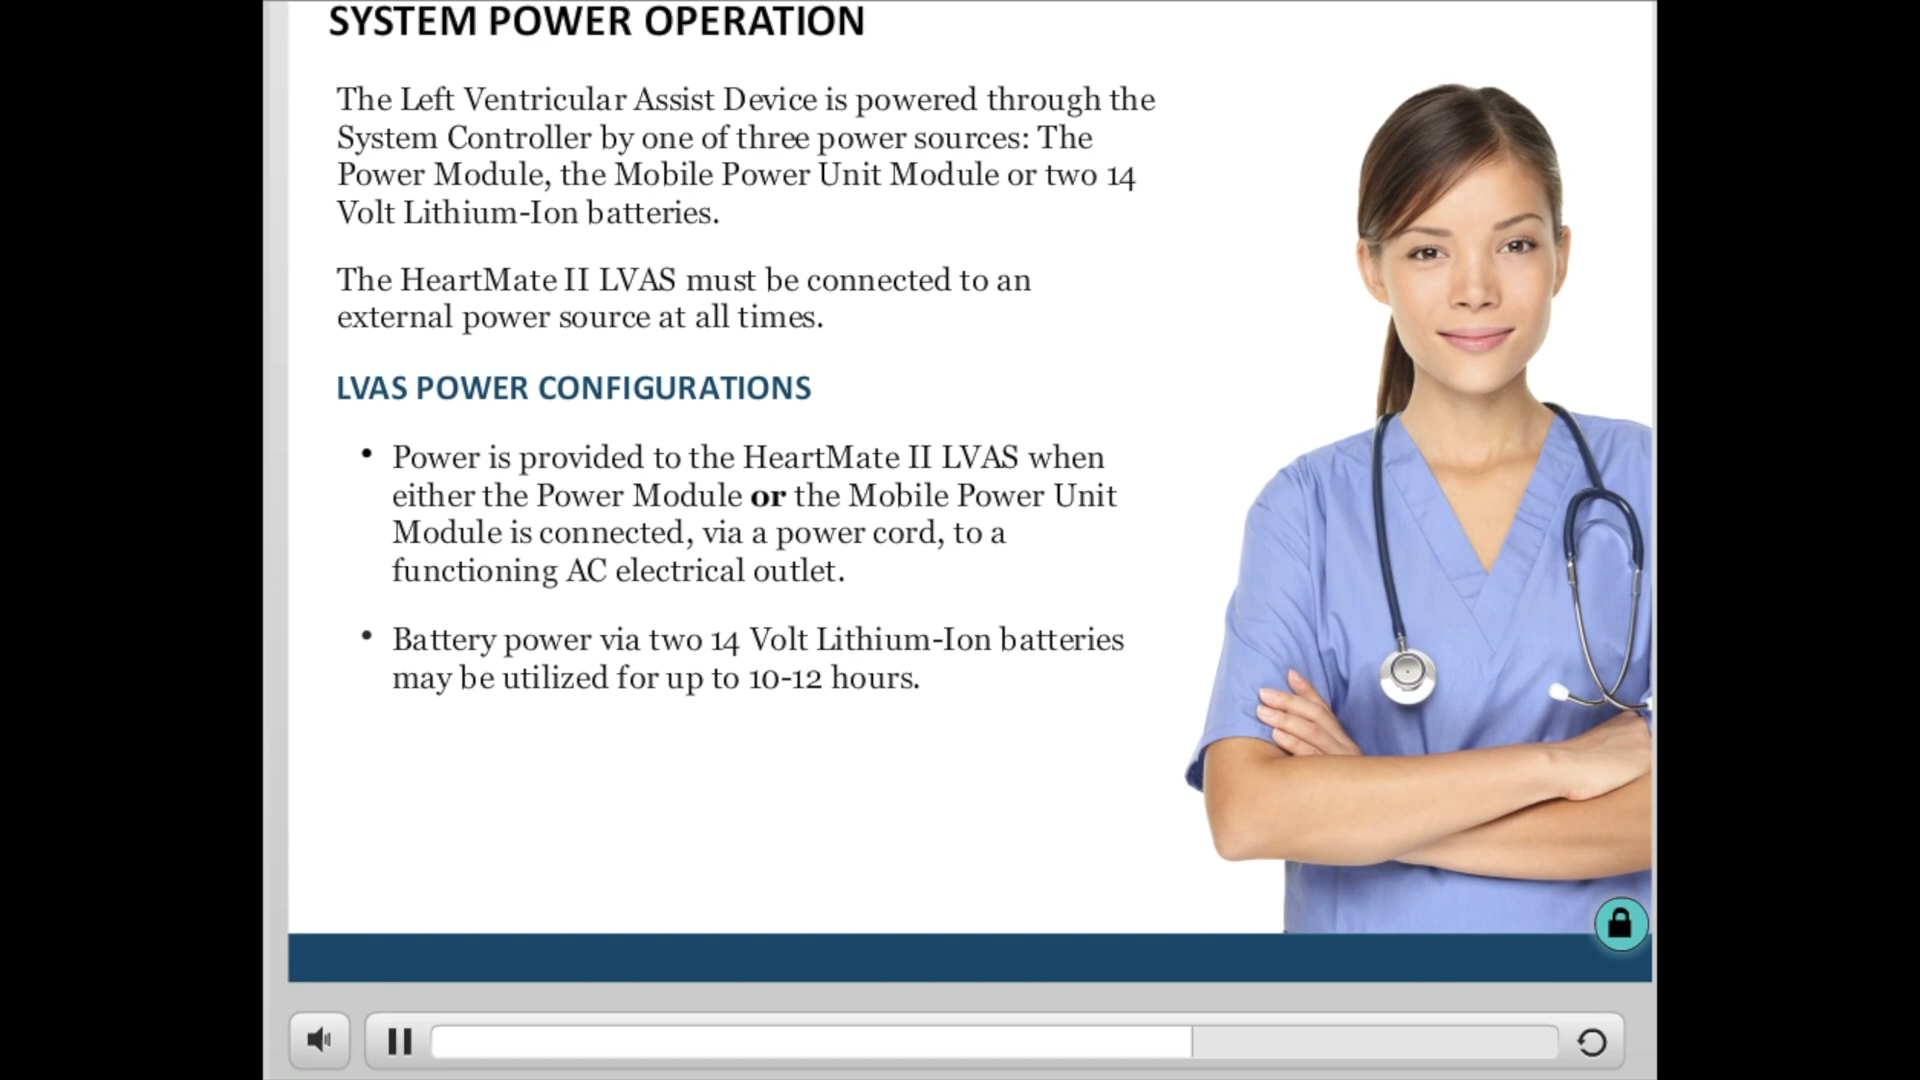 SYSTEM POWER OPERATION
The Left Ventricular Assist Device is powered through the
System Controller by one of three power sources: The
Power Module, the Mobile Power Unit Module or two 14
Volt Lithium-Ion batteries.
The HeartMate II LVAS must be connected to an
external power source at all times.
LVAS POWER CONFIGURATIONS
• Power is provided to the HeartMate II LVAS when
either the Power Module or the Mobile Power Unit
Module is connected, via a power cord, to a
functioning AC electrical outlet.
• Battery power via two 14 Volt Lithium-Ion batteries
may be utilized for up to 10-12 hours.